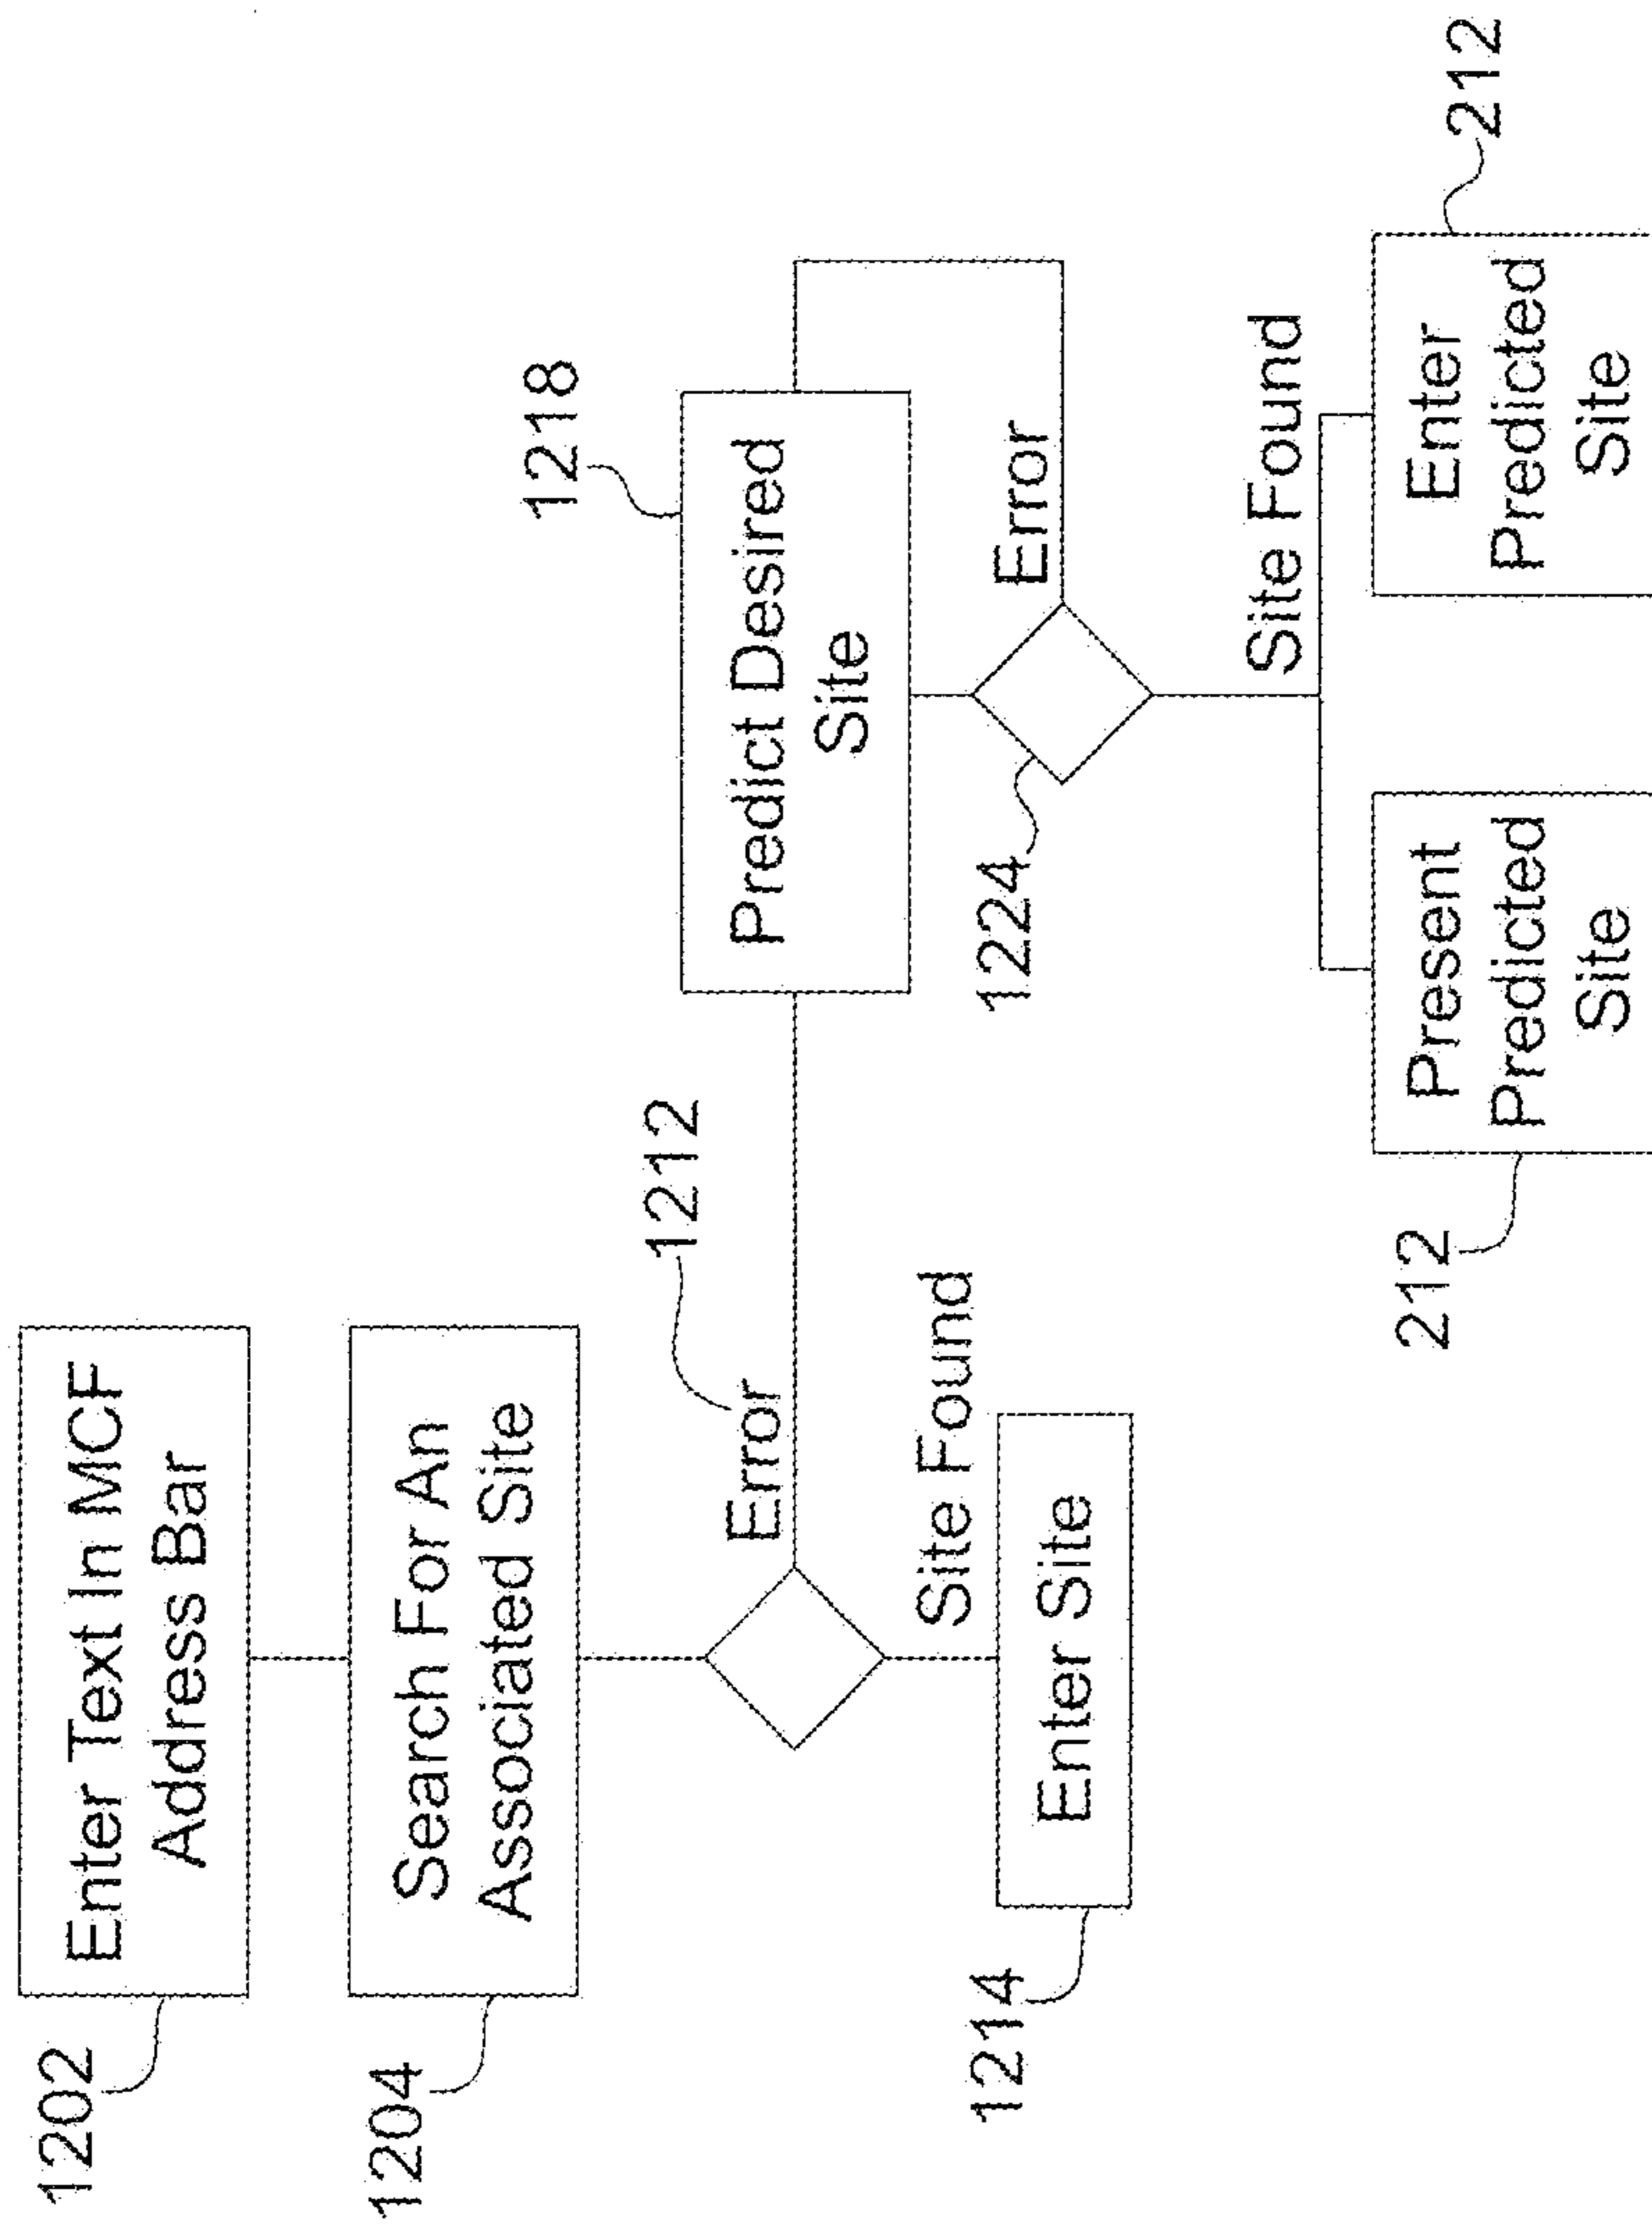 1202
Enter Text In MCF
Address Bar
1204
Search For An
Associated Site
Error
1212
Site Found
1214
Enter Site
1218
Predict Desired
Site
1224
Error
Site Found
212
Present
Predicted
Site
Enter
Predicted
Site
212